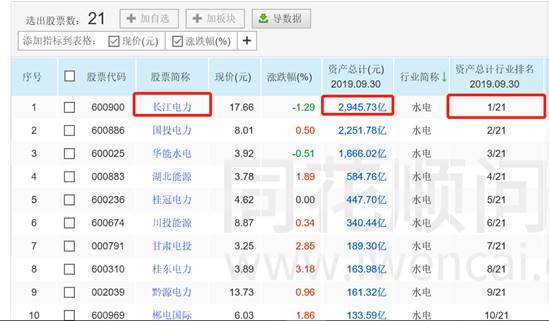 选出股票数： 21 加自选 加板块 导数据
添加指标到表格： 现价(元) 涨跌幅(%) +
序号 股票代码 股票简称 现价(元) 涨跌幅(%) 资产总计(元) 2019.09.30 行业简称 资产总计行业排名 2019.09.30
1 600900 长江电力 17.66 -1.29 2,945.73亿 水电 1/21
2 600886 国投电力 8.01 0.50 2,251.78亿 水电 2/21
3 600025 华能水电 3.92 -0.51 1,666.02亿 水电 3/21
4 000883 湖北能源 3.78 1.89 584.76亿 水电 4/21
5 600236 桂冠电力 4.62 0.00 447.70亿 水电 5/21
6 600674 川投能源 8.87 0.34 340.44亿 水电 6/21
7 000791 甘肃电投 3.25 2.85 189.30亿 水电 7/21
8 600310 桂东电力 3.89 3.18 163.98亿 水电 8/21
9 002039 黔源电力 13.73 0.96 161.32亿 水电 9/21
10 600969 郴电国际 6.03 1.86 133.59亿 水电 10/21
同花顺问
www.iwencai.com